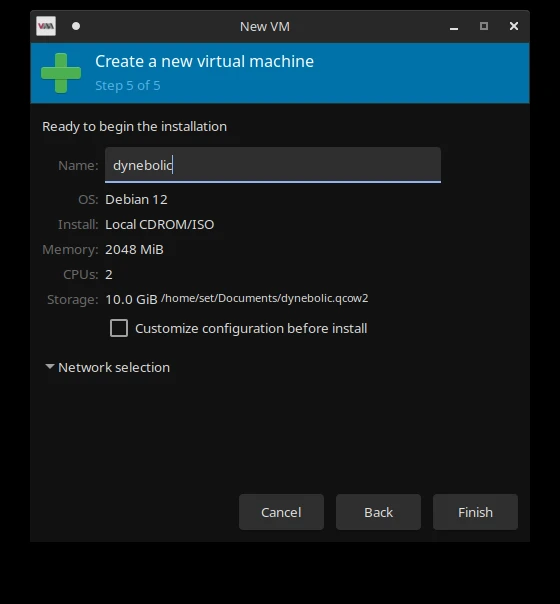 New VM
Create a new virtual machine
Step 5 of 5
Ready to begin the installation
Name: dynebolic
OS: Debian 12
Install: Local CDROM/ISO
Memory: 2048 MiB
CPUs: 2
Storage: 10.0 GiB /home/set/Documents/dynebolic.qcow2
Customize configuration before install
Network selection
Cancel Back Finish